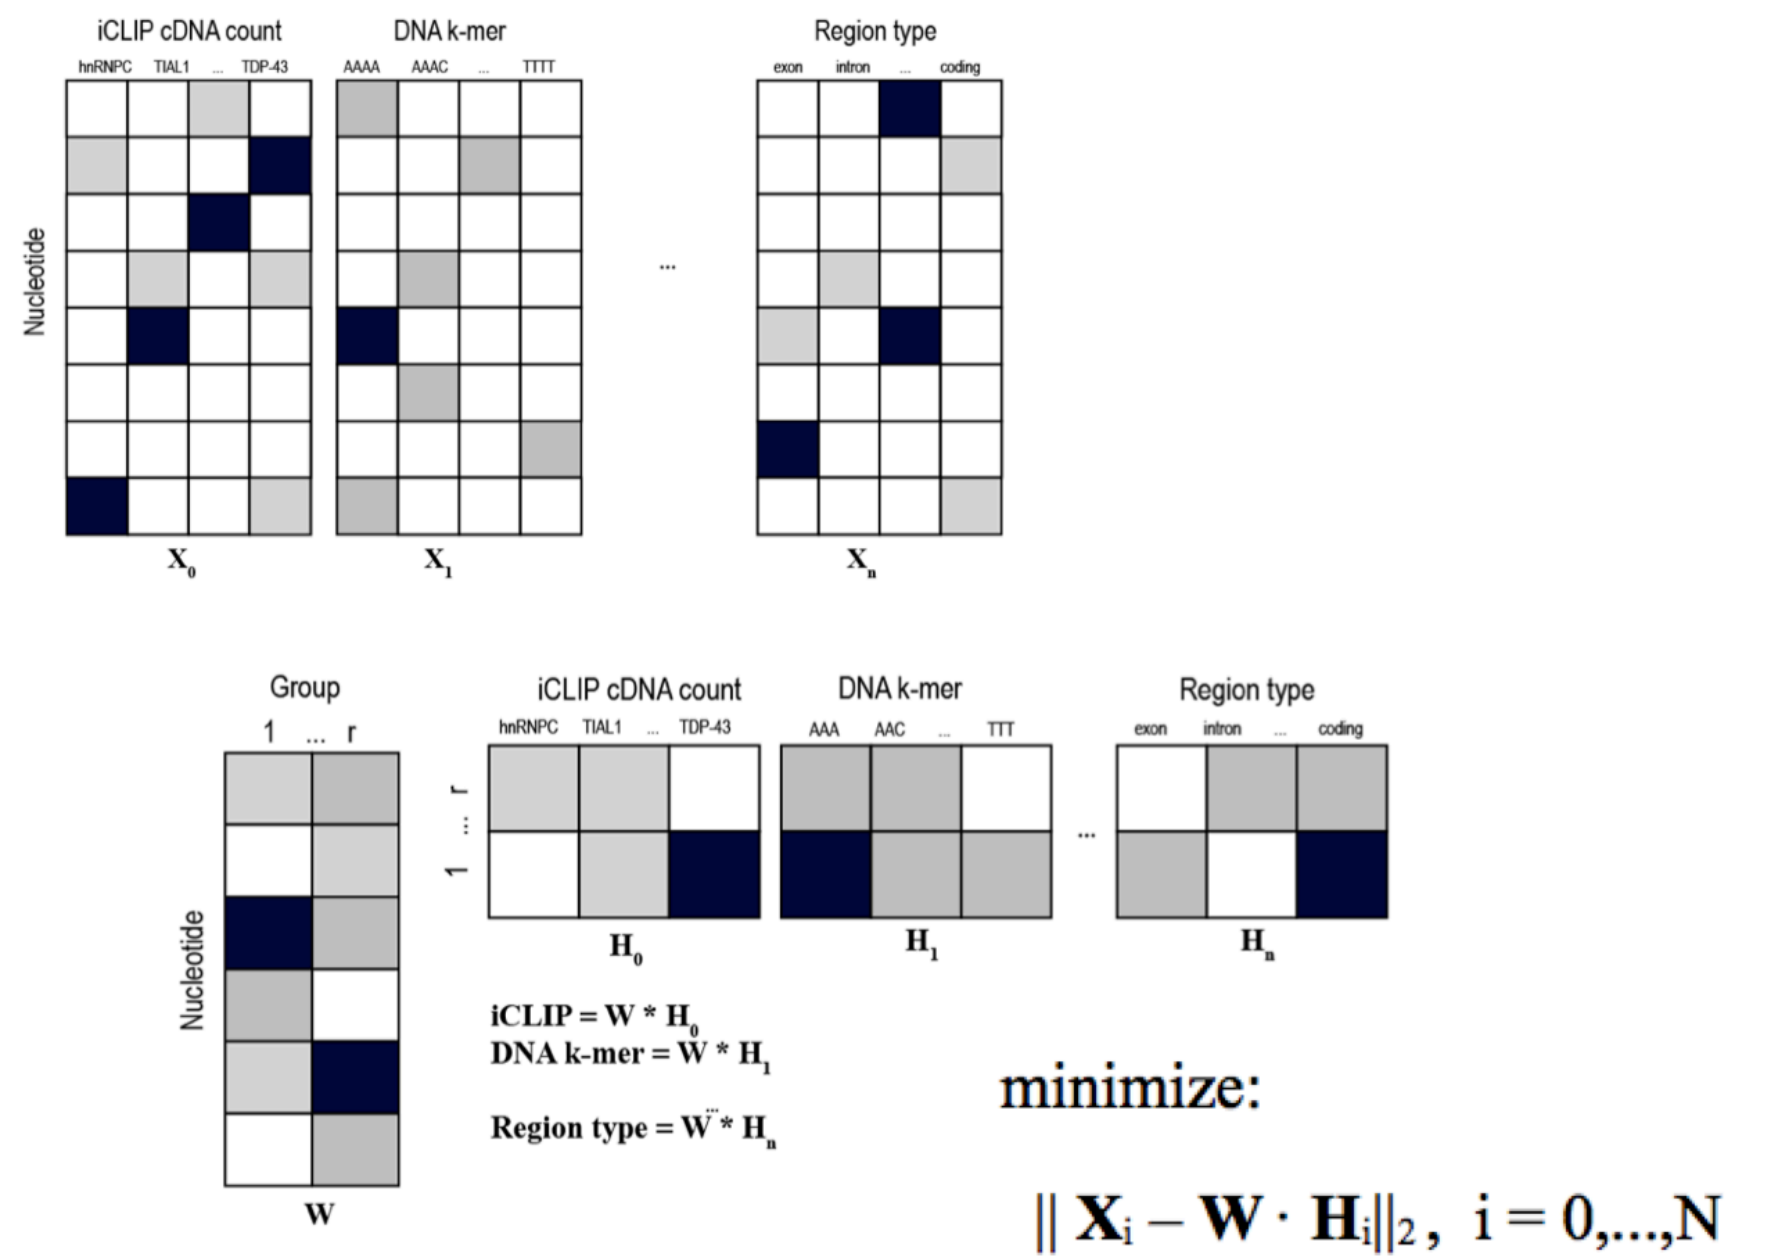 iCLIP cDNA count DNA k-mer Region type
hnRNPC TIAL1 ... TDP-43 AAAA AAAC ... TTTT exon intron ... coding
Nucleotide
...
X0 X1 Xn
Group iCLIP cDNA count DNA k-mer Region type
1 ... r hnRNPC TIAL1 ... TDP-43 AAA AAC ... TTT exon intron ... coding
Nucleotide
1 ... r
...
H0 H1 Hn
iCLIP = W * H0
DNA k-mer = W * H1
...
Region type = W * Hn
W
minimize:
|| Xi – W · Hi||2 , i = 0,...,N